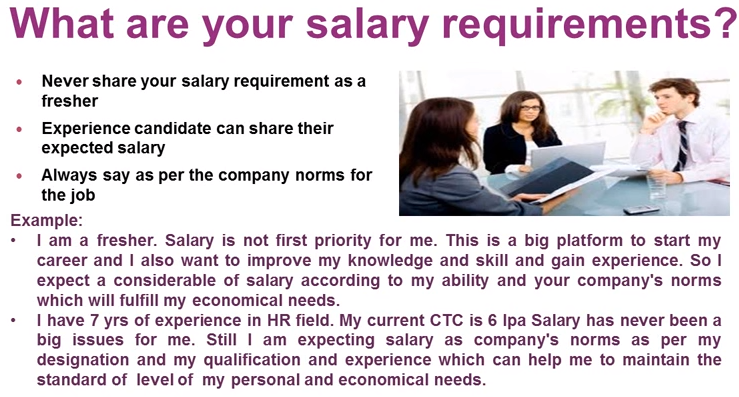 What are your salary requirements?
• Never share your salary requirement as a
fresher
• Experience candidate can share their
expected salary
• Always say as per the company norms for
the job
Example:
• I am a fresher. Salary is not first priority for me. This is a big platform to start my
career and I also want to improve my knowledge and skill and gain experience. So I
expect a considerable of salary according to my ability and your company's norms
which will fulfill my economical needs.
• I have 7 yrs of experience in HR field. My current CTC is 6 lpa Salary has never been a
big issues for me. Still I am expecting salary as company's norms as per my
designation and my qualification and experience which can help me to maintain the
standard of level of my personal and economical needs.